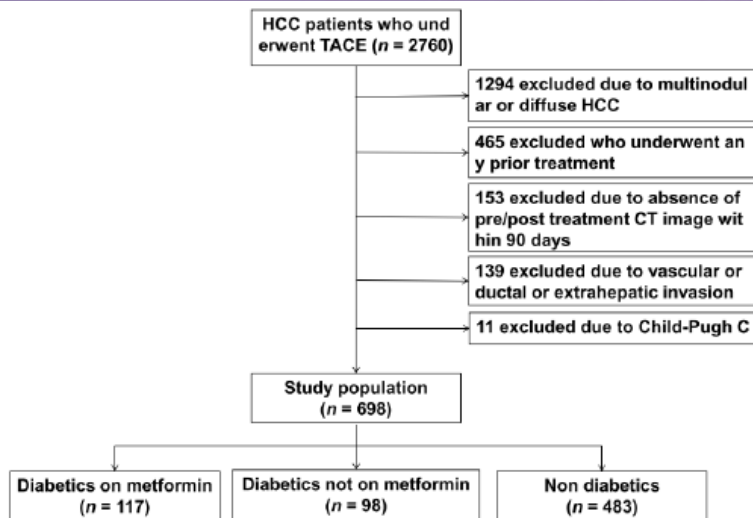 HCC patients who und
erwent TACE (n = 2760)
1294 excluded due to multinodul
ar or diffuse HCC
465 excluded who underwent an
y prior treatment
153 excluded due to absence of
pre/post treatment CT image wit
hin 90 days
139 excluded due to vascular or
ductal or extrahepatic invasion
11 excluded due to Child-Pugh C
Study population
(n = 698)
Diabetics on metformin
(n = 117)
Diabetics not on metformin
(n = 98)
Non diabetics
(n = 483)